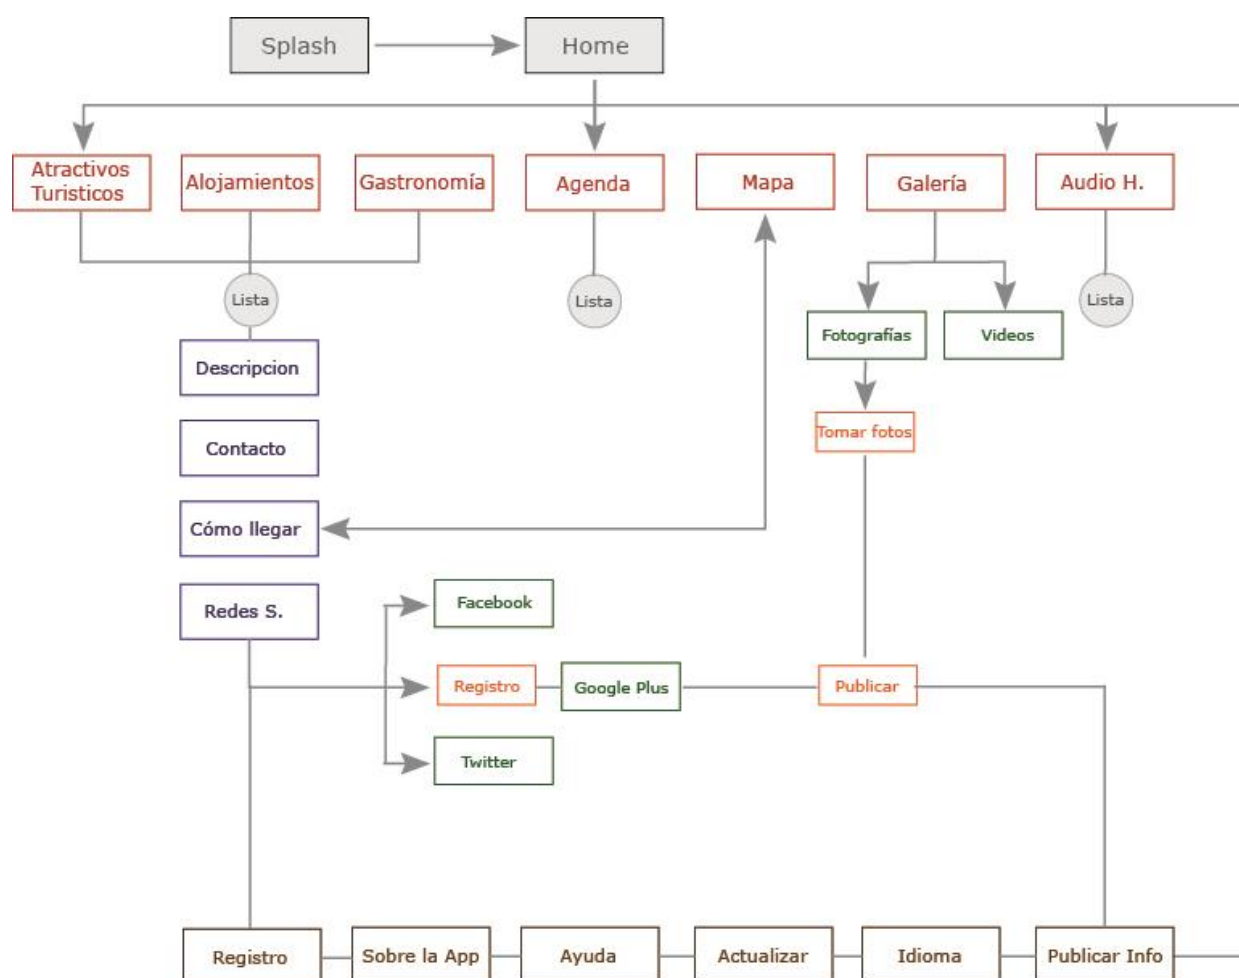 Splash
Home
Atractivos
Turisticos
Alojamientos
Gastronomía
Agenda
Mapa
Galería
Audio H.
Lista
Lista
Lista
Fotografías
Videos
Descripcion
Tomar fotos
Contacto
Cómo llegar
Redes S.
Facebook
Registro
Google Plus
Publicar
Twitter
Registro
Sobre la App
Ayuda
Actualizar
Idioma
Publicar Info